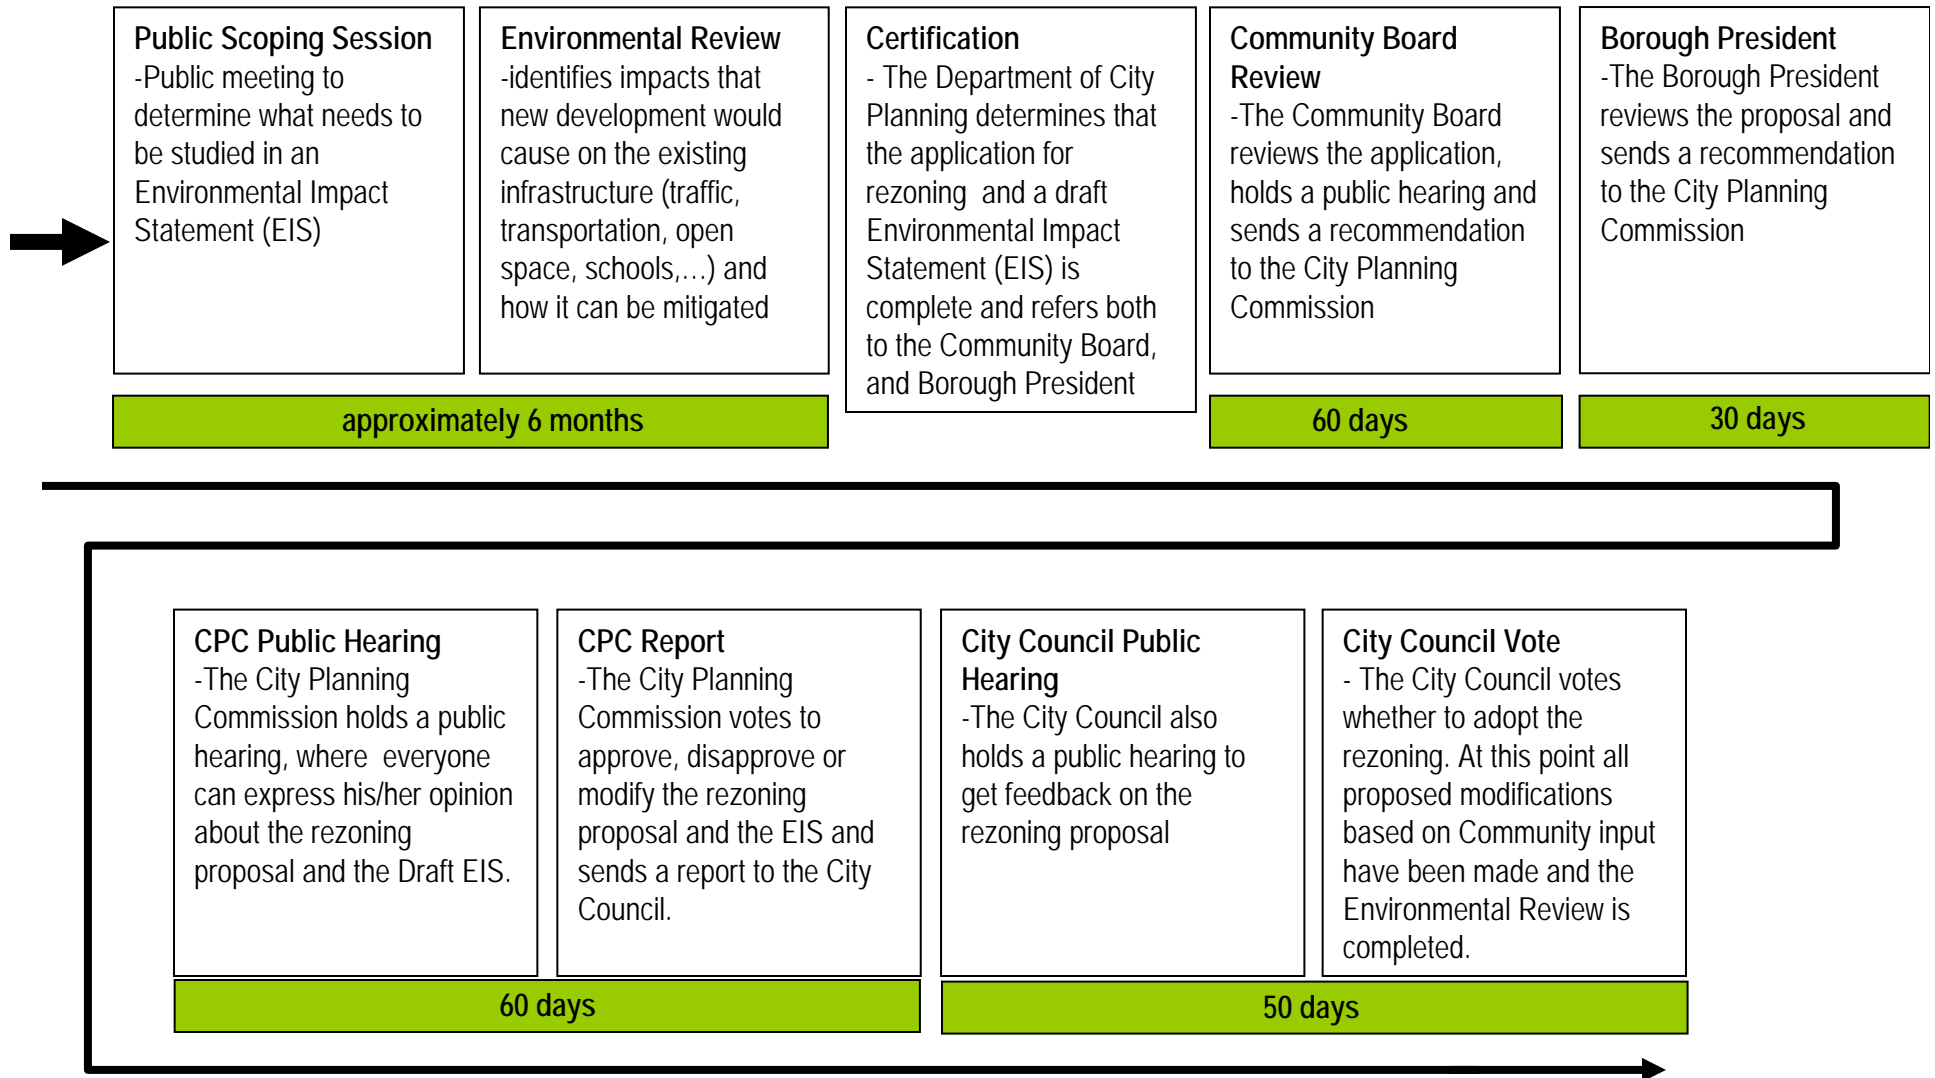 Public Scoping Session
-Public meeting to
determine what needs to
be studied in an
Environmental Impact
Statement (EIS)
Environmental Review
-identifies impacts that
new development would
cause on the existing
infrastructure (traffic,
transportation, open
space, schools,…) and
how it can be mitigated
approximately 6 months
Certification
- The Department of City
Planning determines that
the application for
rezoning and a draft
Environmental Impact
Statement (EIS) is
complete and refers both
to the Community Board,
and Borough President
Community Board
Review
-The Community Board
reviews the application,
holds a public hearing and
sends a recommendation
to the City Planning
Commission
60 days
Borough President
-The Borough President
reviews the proposal and
sends a recommendation
to the City Planning
Commission
30 days
CPC Public Hearing
-The City Planning
Commission holds a public
hearing, where everyone
can express his/her opinion
about the rezoning
proposal and the Draft EIS.
CPC Report
-The City Planning
Commission votes to
approve, disapprove or
modify the rezoning
proposal and the EIS and
sends a report to the City
Council.
60 days
City Council Public
Hearing
-The City Council also
holds a public hearing to
get feedback on the
rezoning proposal
City Council Vote
- The City Council votes
whether to adopt the
rezoning. At this point all
proposed modifications
based on Community input
have been made and the
Environmental Review is
completed.
50 days